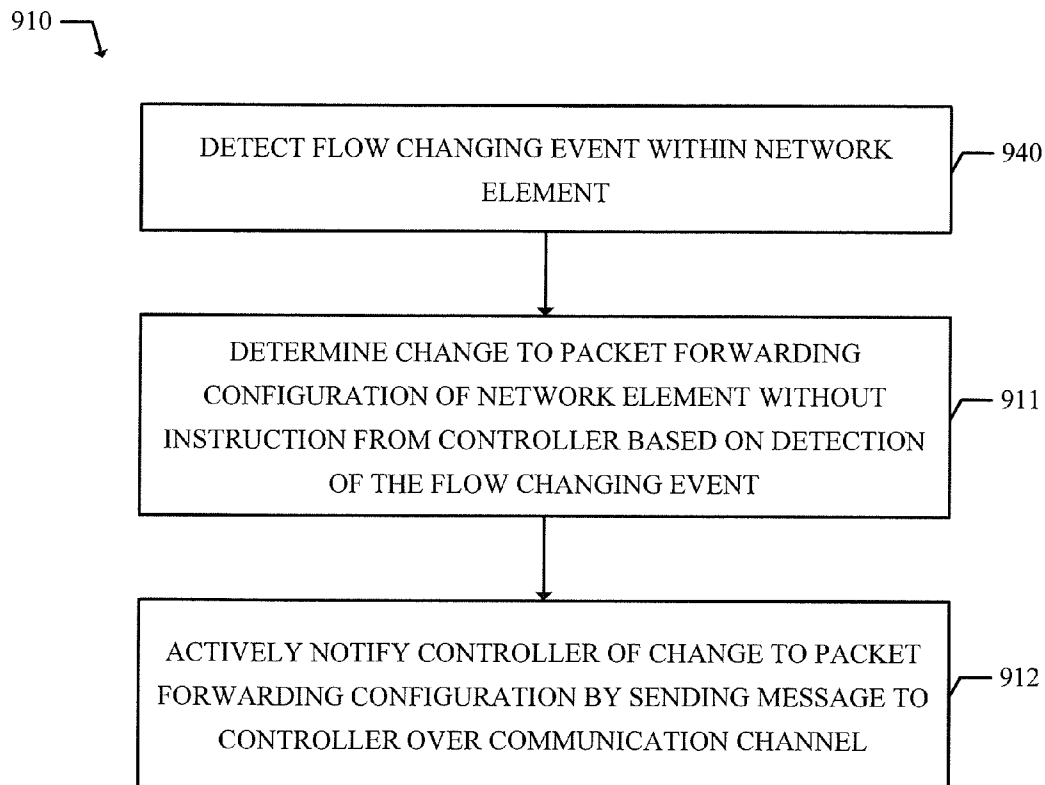 910
DETECT FLOW CHANGING EVENT WITHIN NETWORK
ELEMENT
940
DETERMINE CHANGE TO PACKET FORWARDING
CONFIGURATION OF NETWORK ELEMENT WITHOUT
INSTRUCTION FROM CONTROLLER BASED ON DETECTION
OF THE FLOW CHANGING EVENT
911
ACTIVELY NOTIFY CONTROLLER OF CHANGE TO PACKET
FORWARDING CONFIGURATION BY SENDING MESSAGE TO
CONTROLLER OVER COMMUNICATION CHANNEL
912